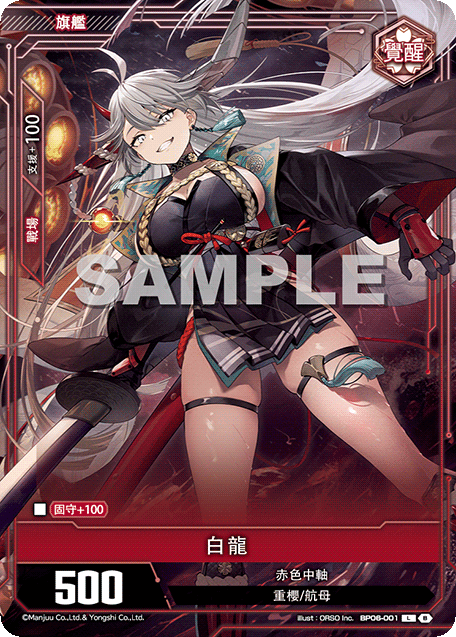 旗艦
覺醒
支援+100
戰場
SAMPLE
固守+100
白龍
500
赤色中軸
重櫻/航母
©Manjuu Co.,Ltd.& Yongshi Co.,Ltd.
Illust : ORSO Inc.
BP06-001
L
B